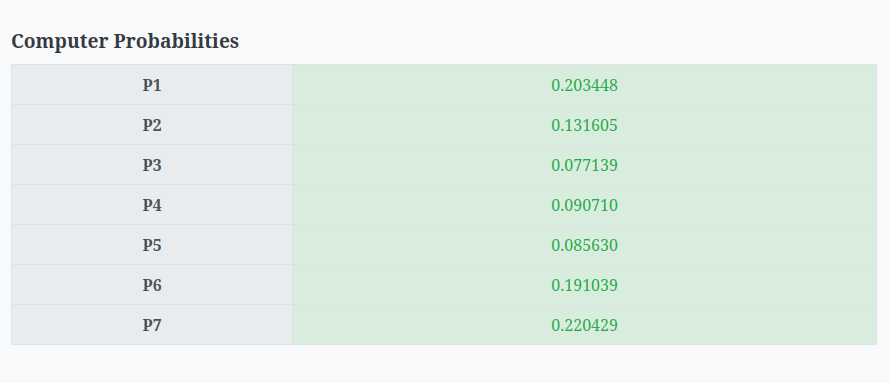 Computer Probabilities
P1 0.203448
P2 0.131605
P3 0.077139
P4 0.090710
P5 0.085630
P6 0.191039
P7 0.220429